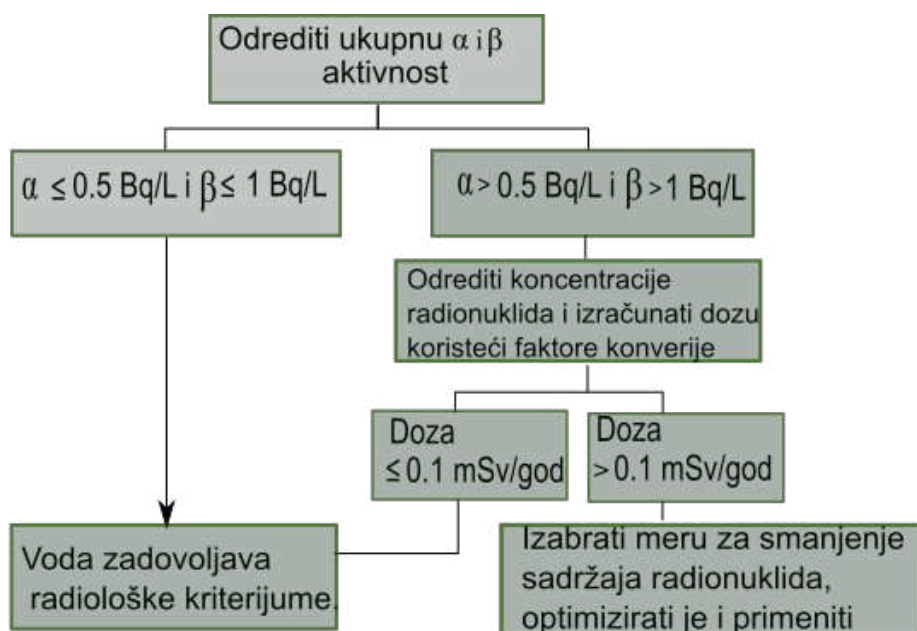 Odrediti ukupnu α i β
aktivnost
α ≤ 0.5 Bq/L i β ≤ 1 Bq/L
α > 0.5 Bq/L i β > 1 Bq/L
Odrediti koncentracije
radionuklida i izračunati dozu
koristeći faktore konverije
Doza
≤ 0.1 mSv/god
Doza
> 0.1 mSv/god
Voda zadovoljava
radiološke kriterijume.
Izabrati meru za smanjenje
sadržaja radionuklida,
optimizirati je i primeniti